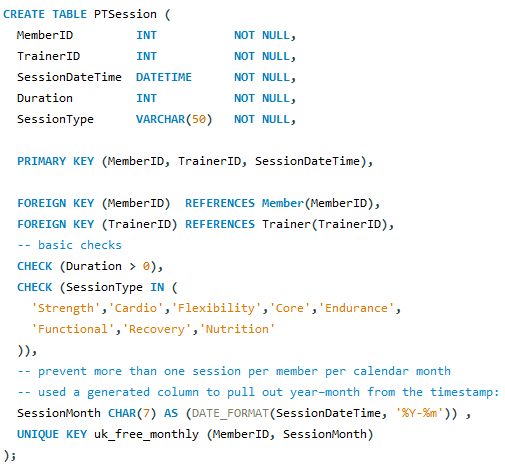 CREATE TABLE PTSession (
MemberID INT NOT NULL,
TrainerID INT NOT NULL,
SessionDateTime DATETIME NOT NULL,
Duration INT NOT NULL,
SessionType VARCHAR(50) NOT NULL,
PRIMARY KEY (MemberID, TrainerID, SessionDateTime),
FOREIGN KEY (MemberID) REFERENCES Member(MemberID),
FOREIGN KEY (TrainerID) REFERENCES Trainer(TrainerID),
-- basic checks
CHECK (Duration > 0),
CHECK (SessionType IN (
'Strength','Cardio','Flexibility','Core','Endurance',
'Functional','Recovery','Nutrition'
)),
-- prevent more than one session per member per calendar month
-- used a generated column to pull out year–month from the timestamp:
SessionMonth CHAR(7) AS (DATE_FORMAT(SessionDateTime, '%Y-%m')) ,
UNIQUE KEY uk_free_monthly (MemberID, SessionMonth)
);